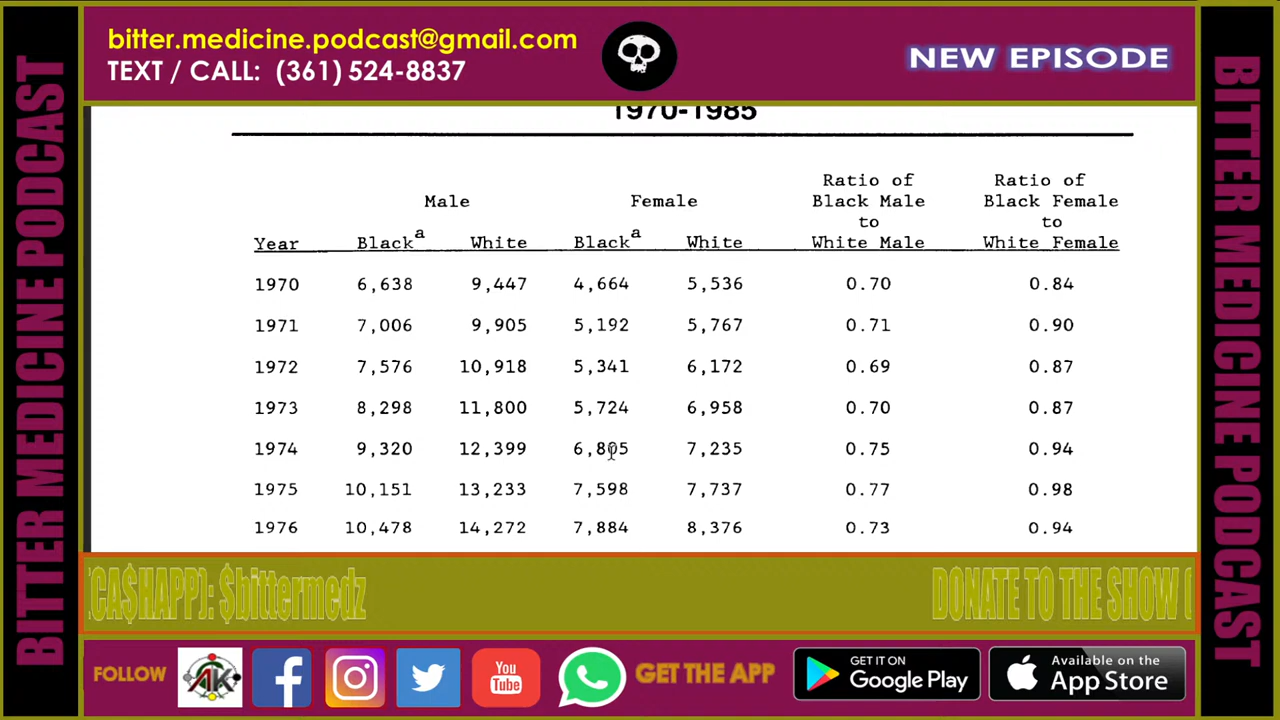 bitter.medicine.podcast@gmail.com
TEXT / CALL: (361) 524-8837
NEW EPISODE
BITTER MEDICINE PODCAST
BITTER MEDICINE PODCAST
1970-1985
Male Female Ratio of Black Male to White Male Ratio of Black Female to White Female
Year Blackᵃ White Blackᵃ White
1970 6,638 9,447 4,664 5,536 0.70 0.84
1971 7,006 9,905 5,192 5,767 0.71 0.90
1972 7,576 10,918 5,341 6,172 0.69 0.87
1973 8,298 11,800 5,724 6,958 0.70 0.87
1974 9,320 12,399 6,805 7,235 0.75 0.94
1975 10,151 13,233 7,598 7,737 0.77 0.98
1976 10,478 14,272 7,884 8,376 0.73 0.94
(CA$HAPP): $bittermedz DONATE TO THE SHOW (
FOLLOW ATK You Tube GET THE APP GET IT ON Google Play Available on the App Store